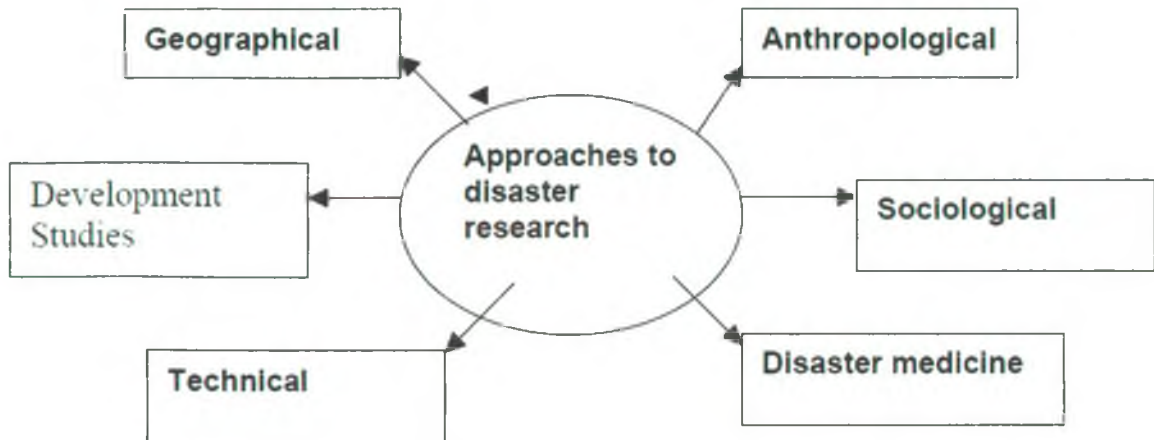 Geographical
Anthropological
Approaches to
disaster
research
Development
Studies
Sociological
Technical
Disaster medicine